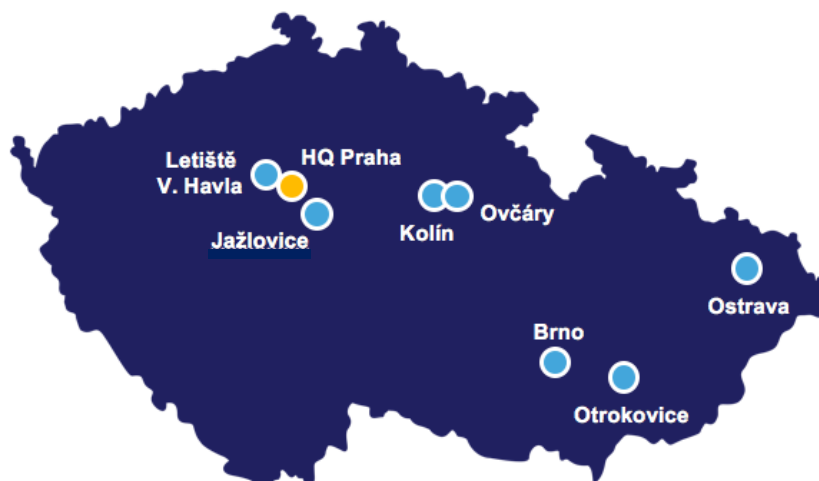 Letiště
V. Havla
HQ Praha
Jažlovice
Kolín
Ovčáry
Ostrava
Brno
Otrokovice